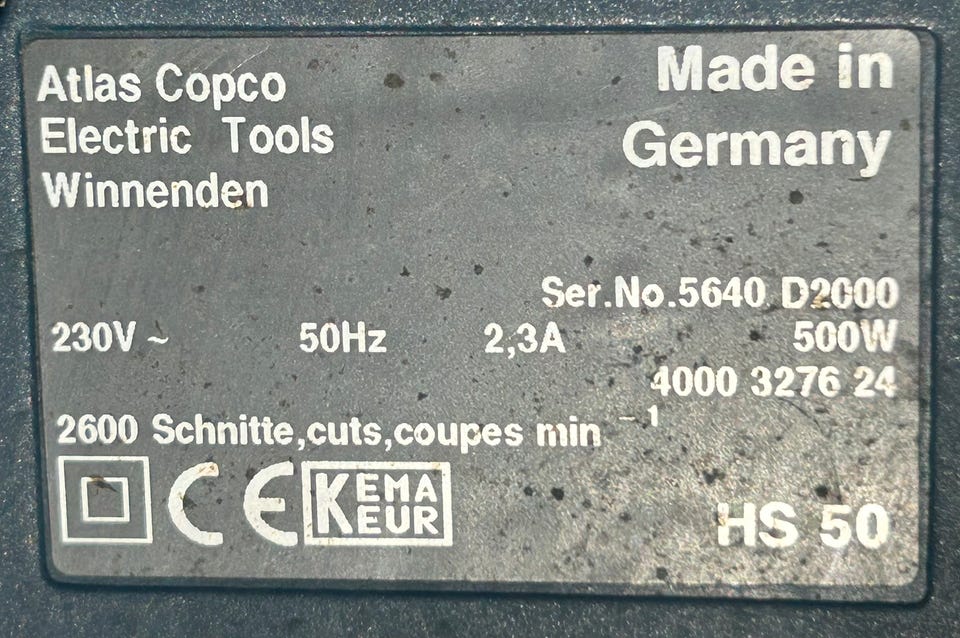 Atlas Copco
Electric Tools
Winnenden
Made in
Germany
Ser.No.5640 D2000
230V ~ 50Hz 2,3A 500W
4000 3276 24
2600 Schnitte,cuts,coupes min⁻¹
CE KEMA KEUR
HS 50